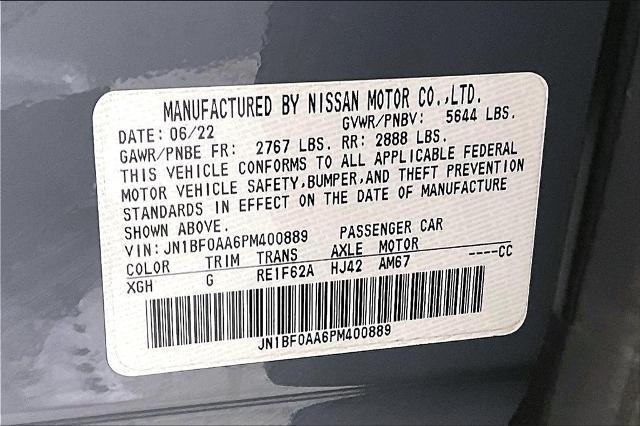 MANUFACTURED BY NISSAN MOTOR CO.,LTD.
DATE: 06/22 GVWR/PNBV: 5644 LBS.
GAWR/PNBE FR: 2767 LBS. RR: 2888 LBS.
THIS VEHICLE CONFORMS TO ALL APPLICABLE FEDERAL
MOTOR VEHICLE SAFETY,BUMPER,AND THEFT PREVENTION
STANDARDS IN EFFECT ON THE DATE OF MANUFACTURE
SHOWN ABOVE.
VIN: JN1BF0AA6PM400889 PASSENGER CAR
COLOR TRIM TRANS AXLE MOTOR
XGH G RE1F62A HJ42 AM67 ----CC
JN1BF0AA6PM400889